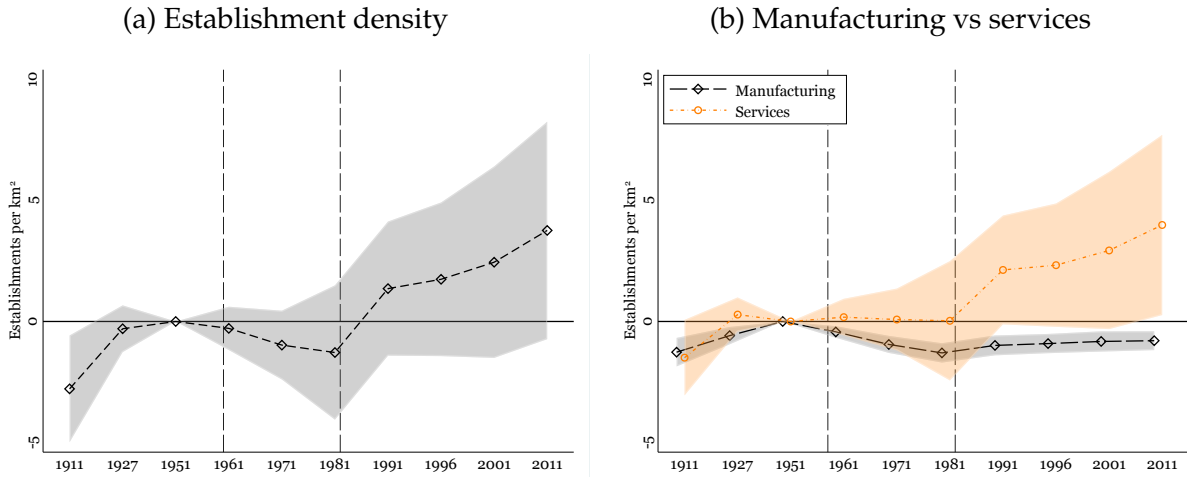 (a) Establishment density
10
5
0
-5
Establishments per km²
1911 1927 1951 1961 1971 1981 1991 1996 2001 2011
(b) Manufacturing vs services
Manufacturing
Services
10
5
0
-5
Establishments per km²
1911 1927 1951 1961 1971 1981 1991 1996 2001 2011